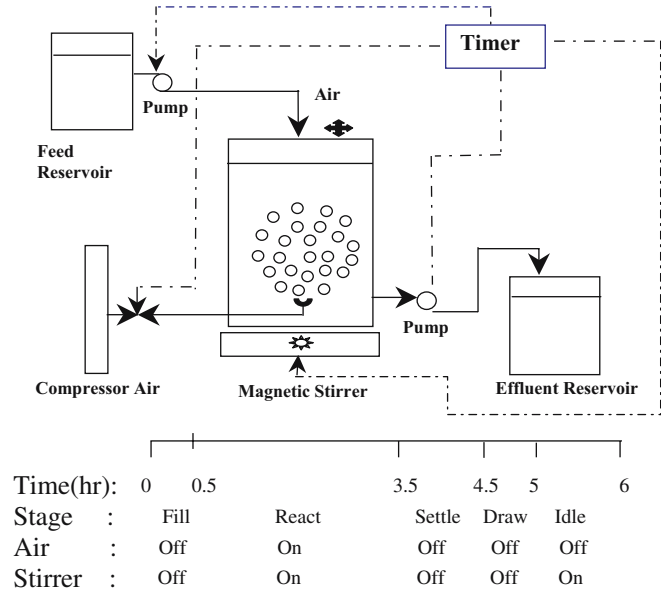 Timer
Pump
Air
Feed
Reservoir
Pump
Compressor Air
Magnetic Stirrer
Effluent Reservoir
Time(hr): 0 0.5 3.5 4.5 5 6
Stage : Fill React Settle Draw Idle
Air : Off On Off Off Off
Stirrer : Off On Off Off On